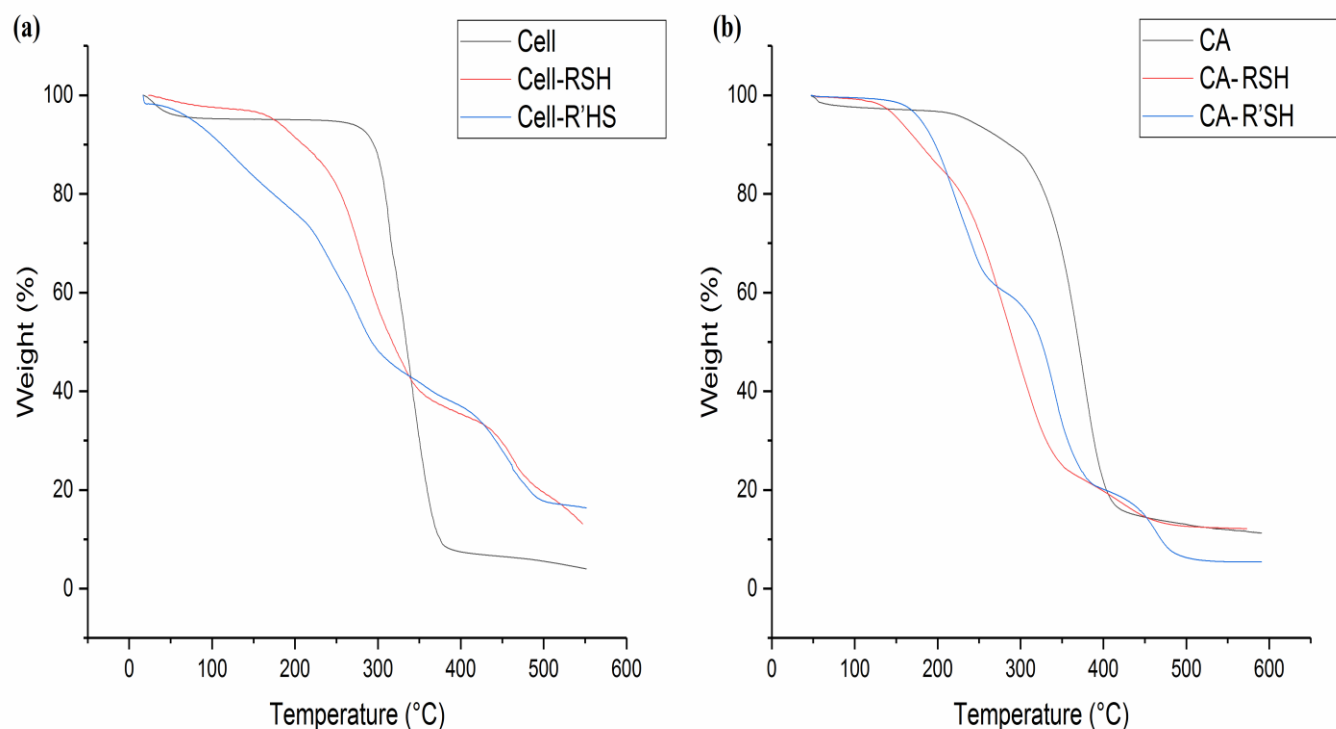 (a)
Cell
Cell-RSH
Cell-R'HS
100
80
60
40
20
0
Weight (%)
0 100 200 300 400 500 600
Temperature (°C)
(b)
CA
CA-RSH
CA-R'SH
100
80
60
40
20
0
Weight (%)
0 100 200 300 400 500 600
Temperature (°C)